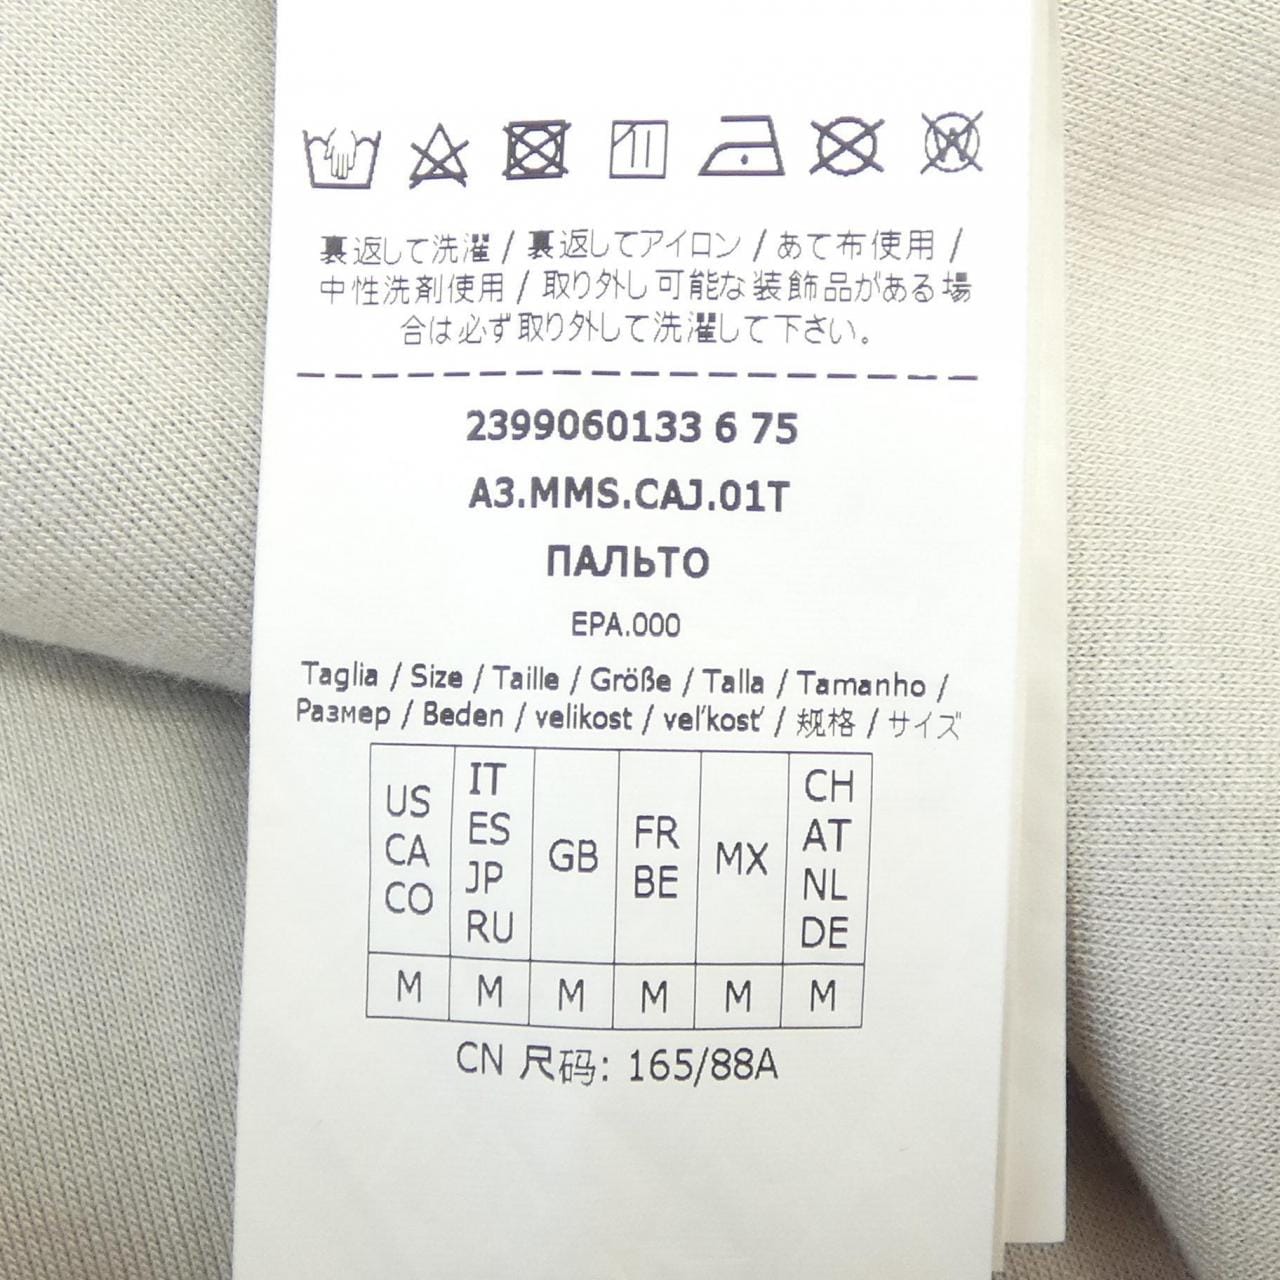 裏返して洗濯 / 裏返してアイロン / あて布使用 /
中性洗剤使用 / 取り外し可能な装飾品がある場
合は必ず取り外して洗濯して下さい。
2399060133 6 75
A3.MMS.CAJ.01T
ПАЛЬТО
EPA.000
Taglia / Size / Taille / Größe / Talla / Tamanho /
Размер / Beden / velikost / veľkosť / 规格 / サイズ
US CA CO
IT ES JP RU
GB
FR BE
MX
CH AT NL DE
M M M M M M
CN 尺码: 165/88A